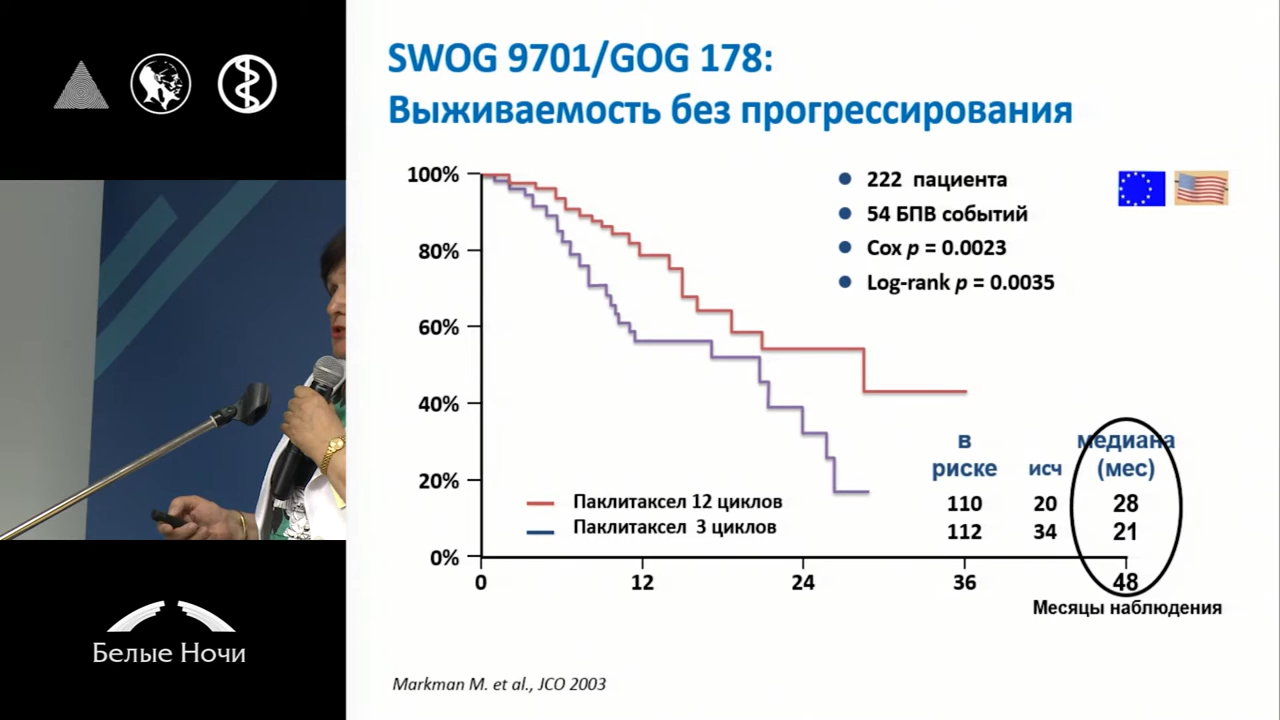 SWOG 9701/GOG 178:
Выживаемость без прогрессирования
100%
80%
60%
40%
20%
0%
222 пациента
54 БПВ событий
Cox p = 0.0023
Log-rank p = 0.0035
в риске исч медиана (мес)
Паклитаксел 12 циклов 110 20 28
Паклитаксел 3 циклов 112 34 21
0 12 24 36 48
Месяцы наблюдения
Markman M. et al., JCO 2003
Белые Ночи